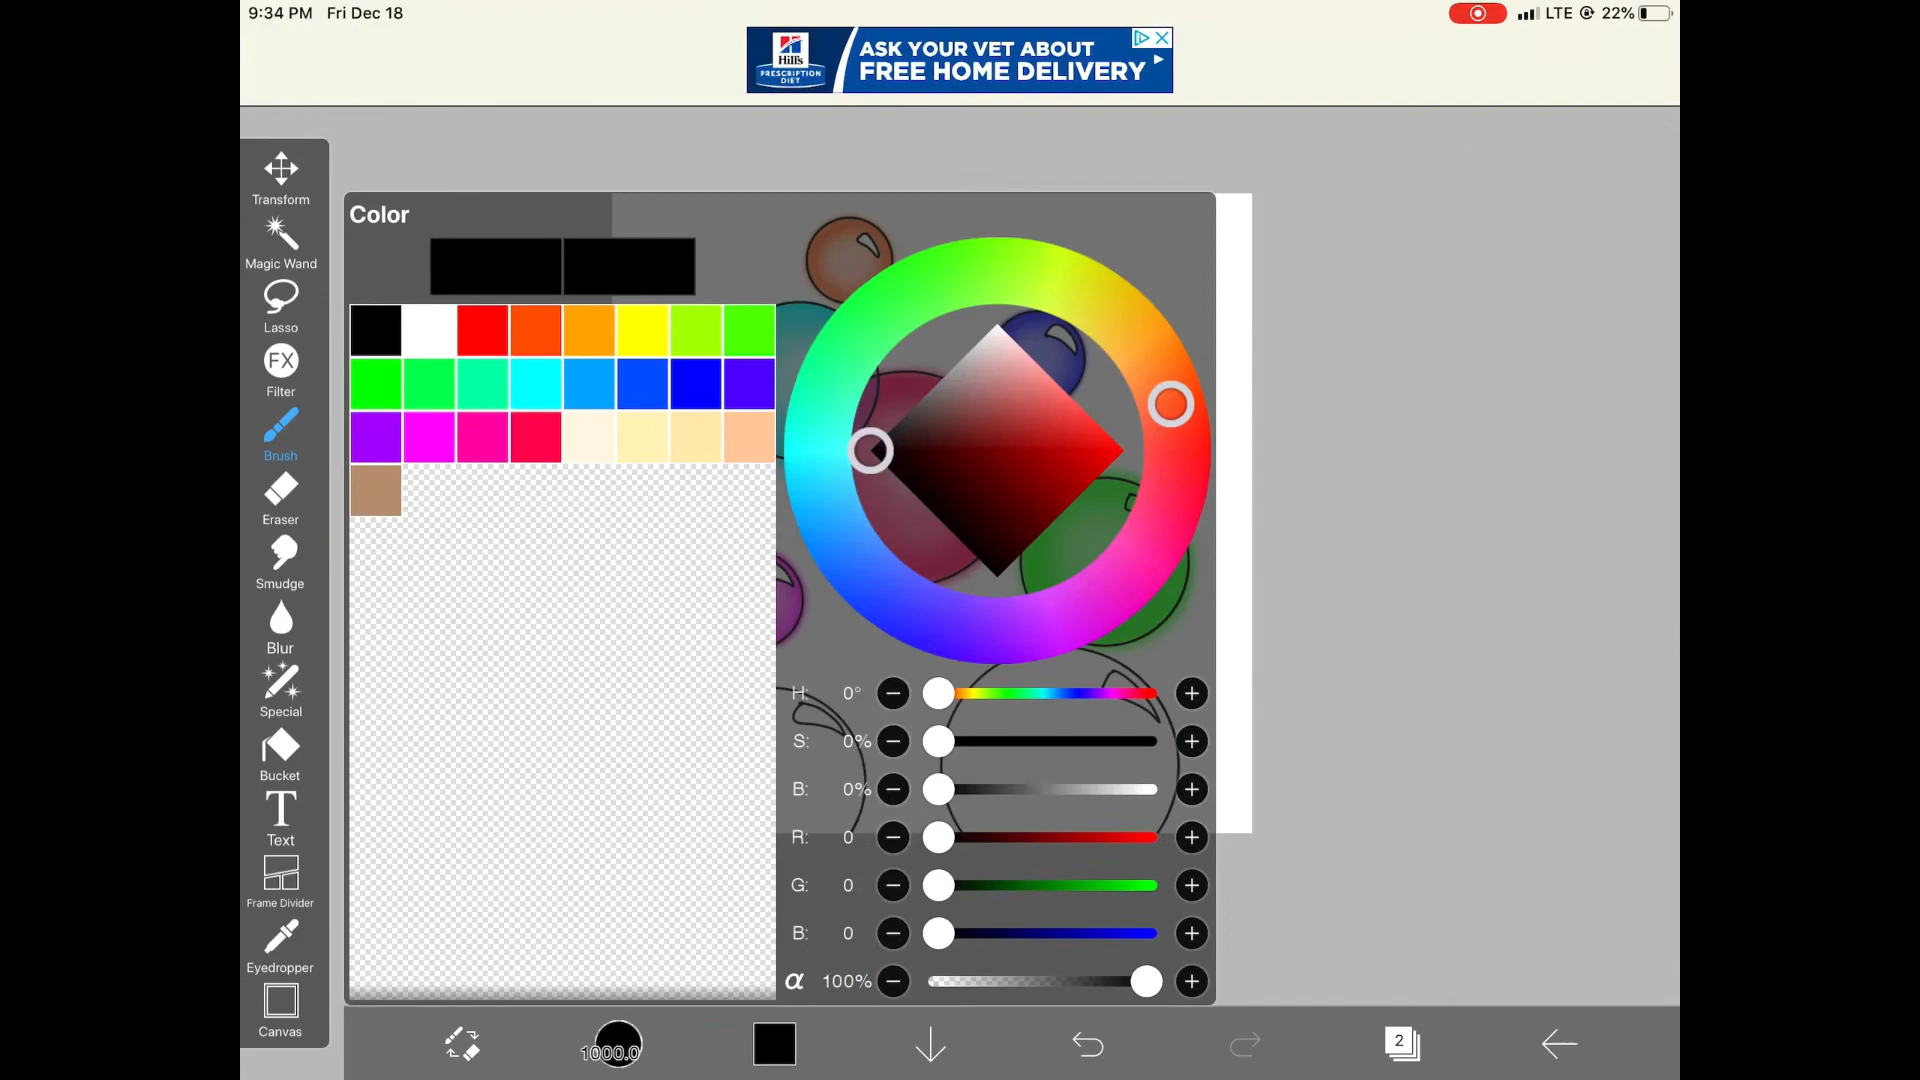 9:34 PM Fri Dec 18
LTE 22%
Hill's
PRESCRIPTION
DIET
ASK YOUR VET ABOUT
FREE HOME DELIVERY
Color
Transform
Magic Wand
Lasso
FX
Filter
Brush
Eraser
Smudge
Blur
Special
Bucket
T
Text
Frame Divider
Eyedropper
Canvas
H: 0°
S: 0%
B: 0%
R: 0
G: 0
B: 0
α 100%
1000.0
2